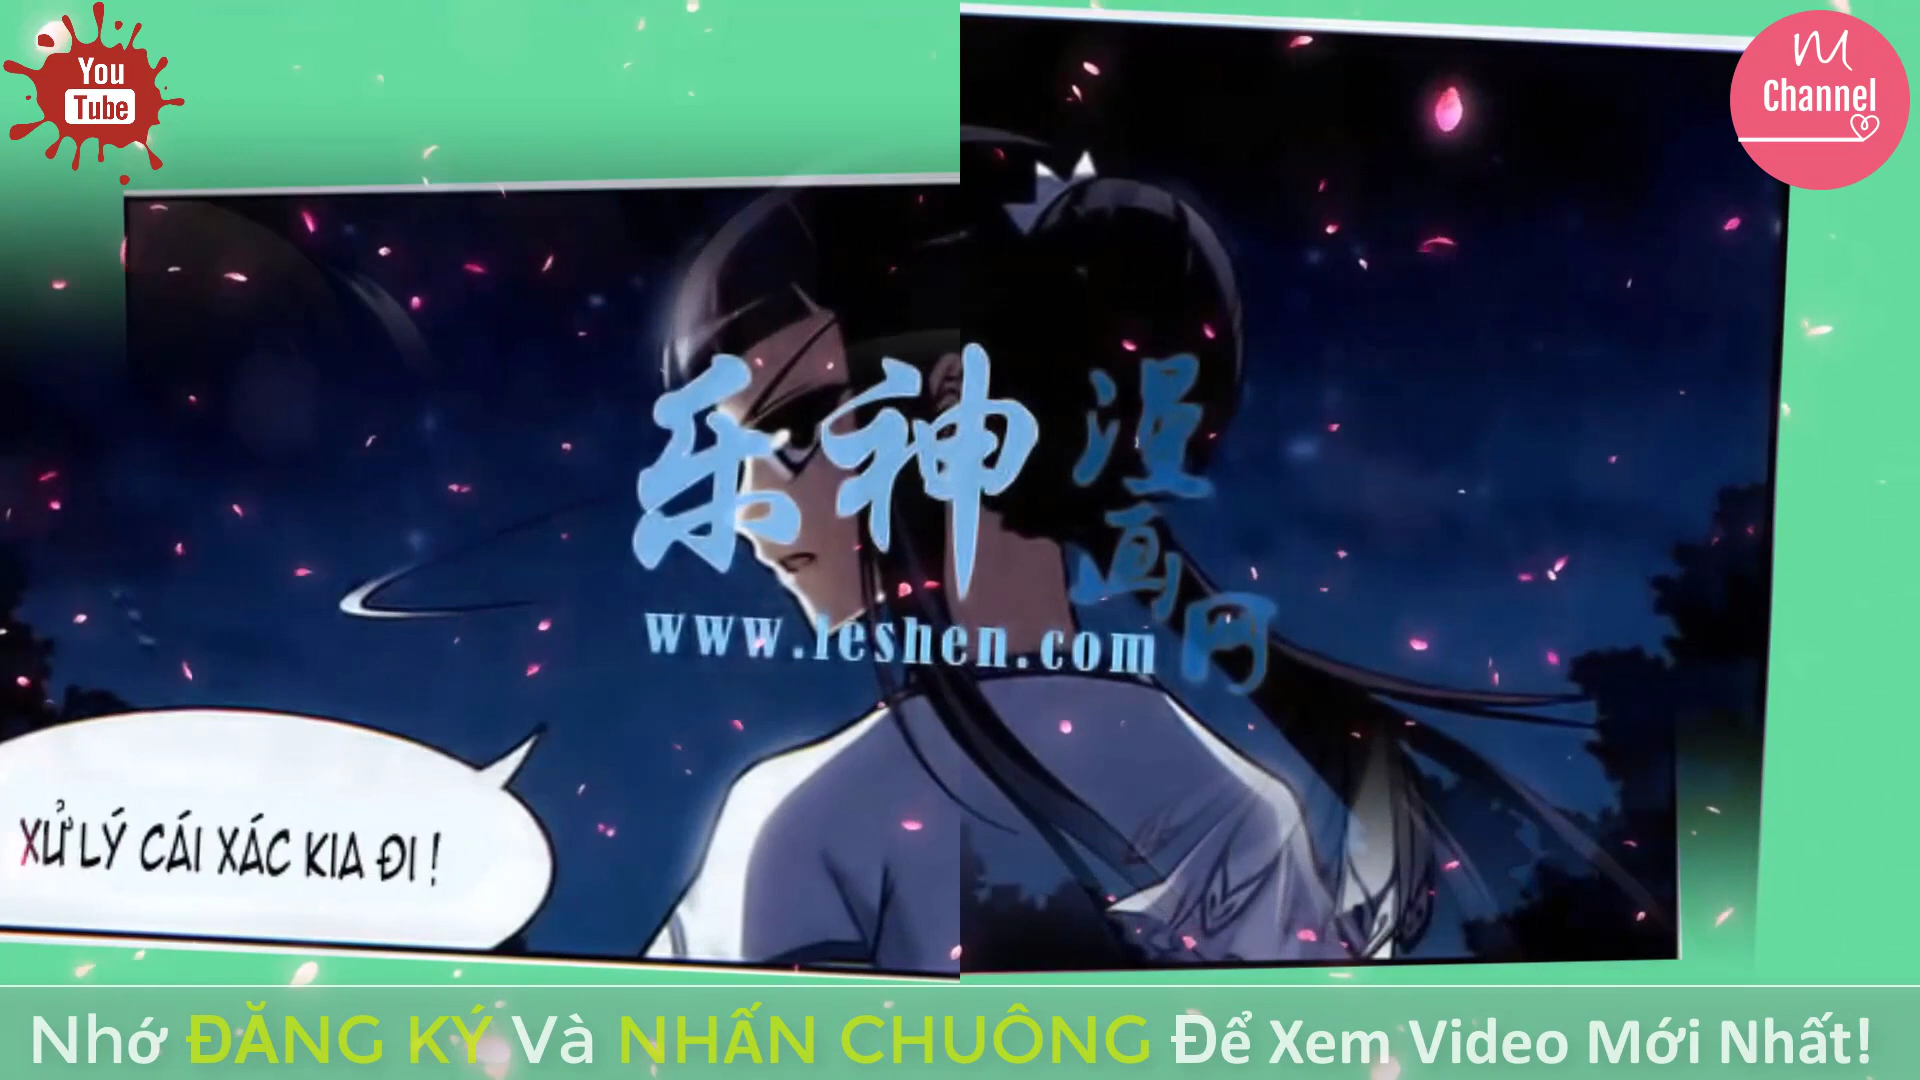 You
Tube
M
Channel
乐神
漫画网
www.leshen.com
XỬ LÝ CÁI XÁC KIA ĐI !
Nhớ ĐĂNG KÝ Và NHẤN CHUÔNG Để Xem Video Mới Nhất!